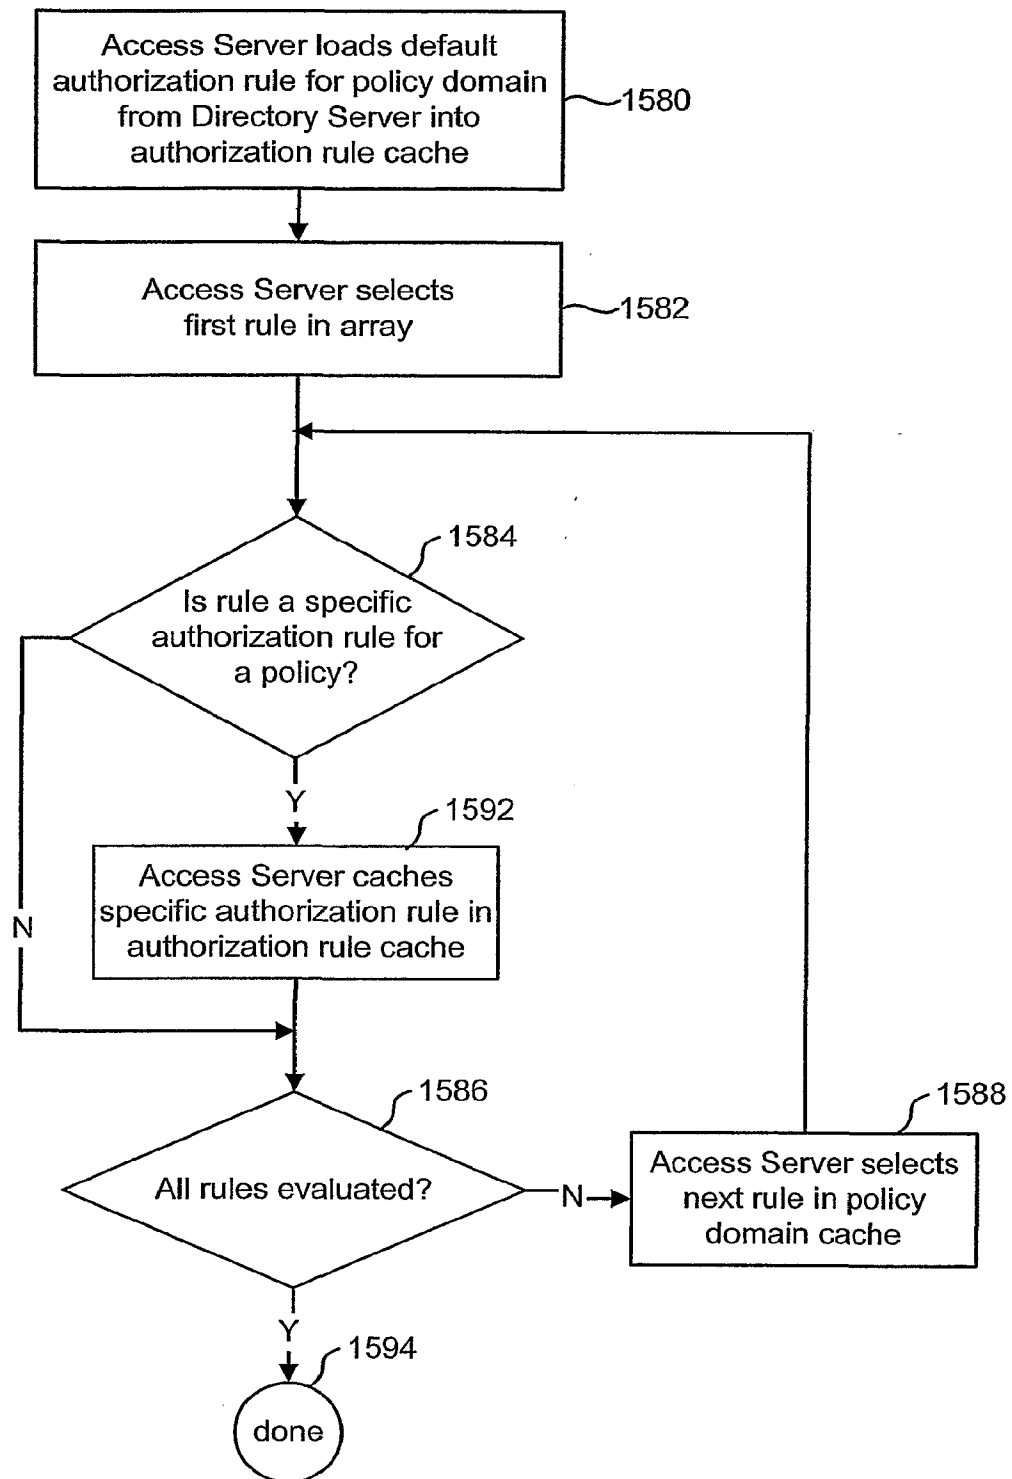 Access Server loads default
authorization rule for policy domain
from Directory Server into
authorization rule cache
1580
Access Server selects
first rule in array
1582
1584
Is rule a specific
authorization rule for
a policy?
Y
1592
Access Server caches
specific authorization rule in
authorization rule cache
N
1586
All rules evaluated?
N
1588
Access Server selects
next rule in policy
domain cache
Y
1594
done